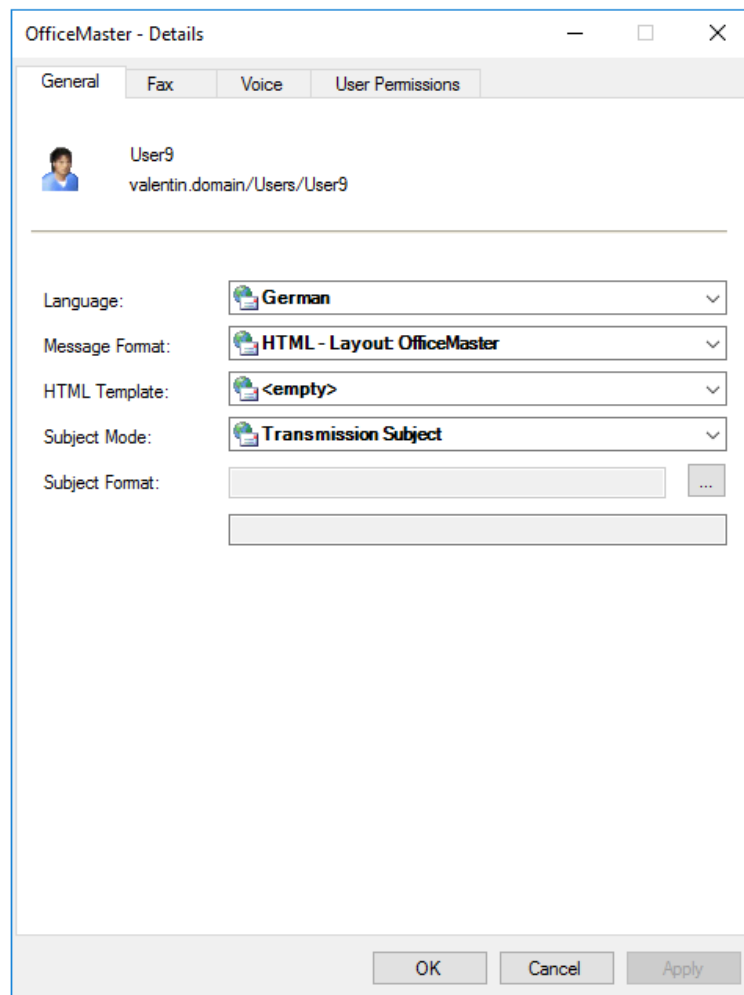 OfficeMaster - Details
General Fax Voice User Permissions
User9
valentin.domain/Users/User9
Language: German
Message Format: HTML - Layout: OfficeMaster
HTML Template: <empty>
Subject Mode: Transmission Subject
Subject Format: ...
OK Cancel Apply